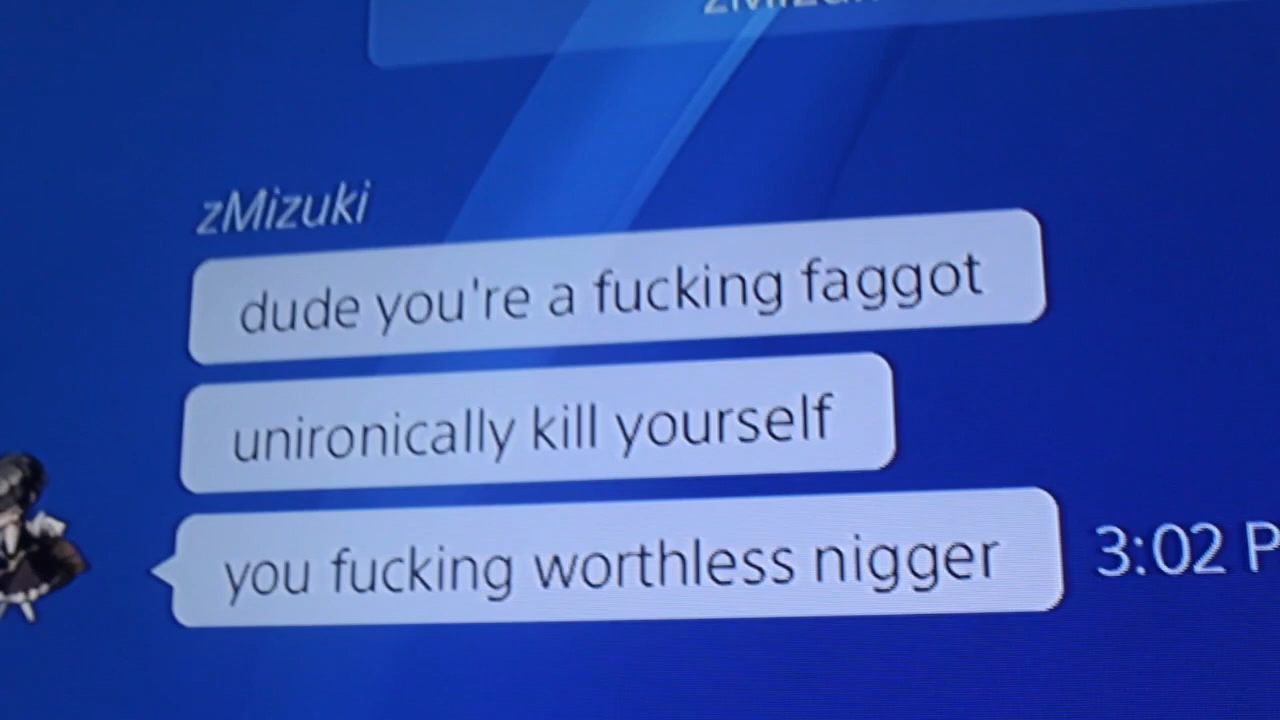 zMizuki
dude you're a fucking faggot
unironically kill yourself
you fucking worthless nigger
3:02 P